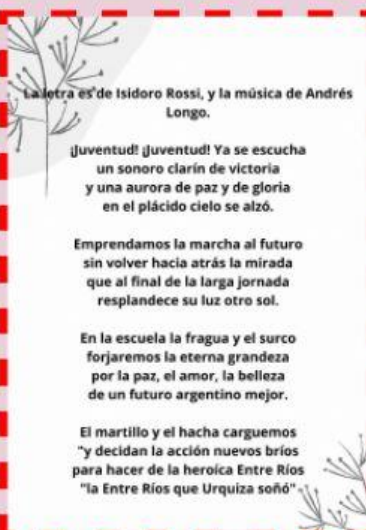 La letra es de Isidoro Rossi, y la música de Andrés
Longo.
¡Juventud! ¡Juventud! Ya se escucha
un sonoro clarín de victoria
y una aurora de paz y de gloria
en el plácido cielo se alzó.
Emprendamos la marcha al futuro
sin volver hacia atrás la mirada
que al final de la larga jornada
resplandece su luz otro sol.
En la escuela la fragua y el surco
forjaremos la eterna grandeza
por la paz, el amor, la belleza
de un futuro argentino mejor.
El martillo y el hacha carguemos
"y decidan la acción nuevos bríos
para hacer de la heroíca Entre Ríos
"la Entre Ríos que Urquiza soñó"